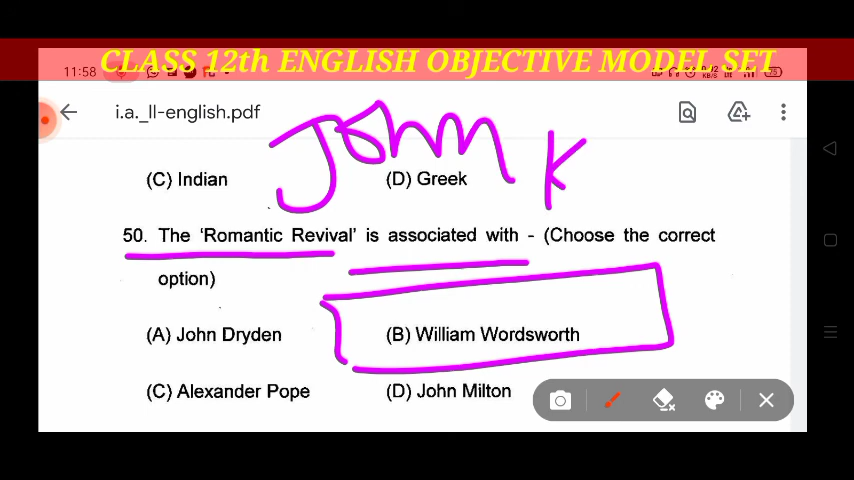 CLASS 12th ENGLISH OBJECTIVE MODEL SET
11:58
i.a._ll-english.pdf
John K
(C) Indian (D) Greek
50. The ‘Romantic Revival’ is associated with - (Choose the correct
option)
(A) John Dryden (B) William Wordsworth
(C) Alexander Pope (D) John Milton